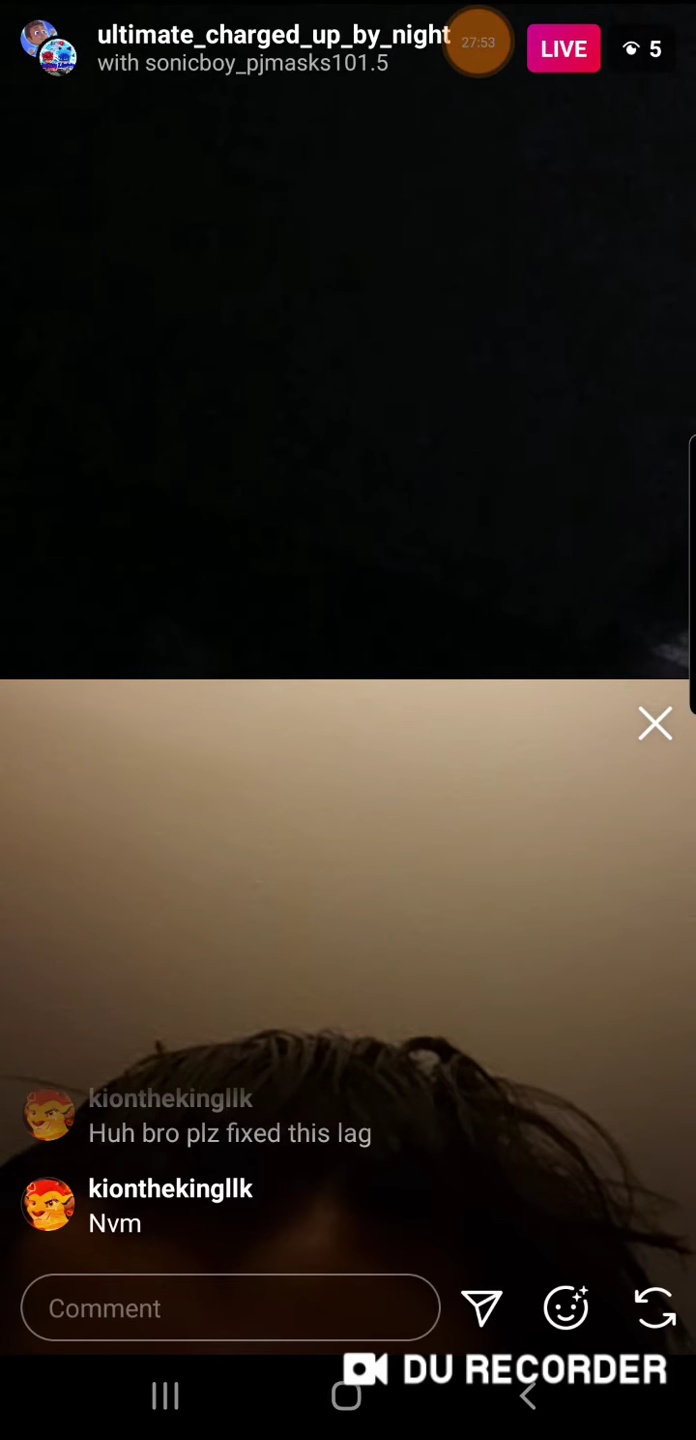 ultimate_charged_up_by_night
27:53
LIVE
5
with sonicboy_pjmasks101.5
kionthekingllk
Huh bro plz fixed this lag
kionthekingllk
Nvm
Comment
DU RECORDER